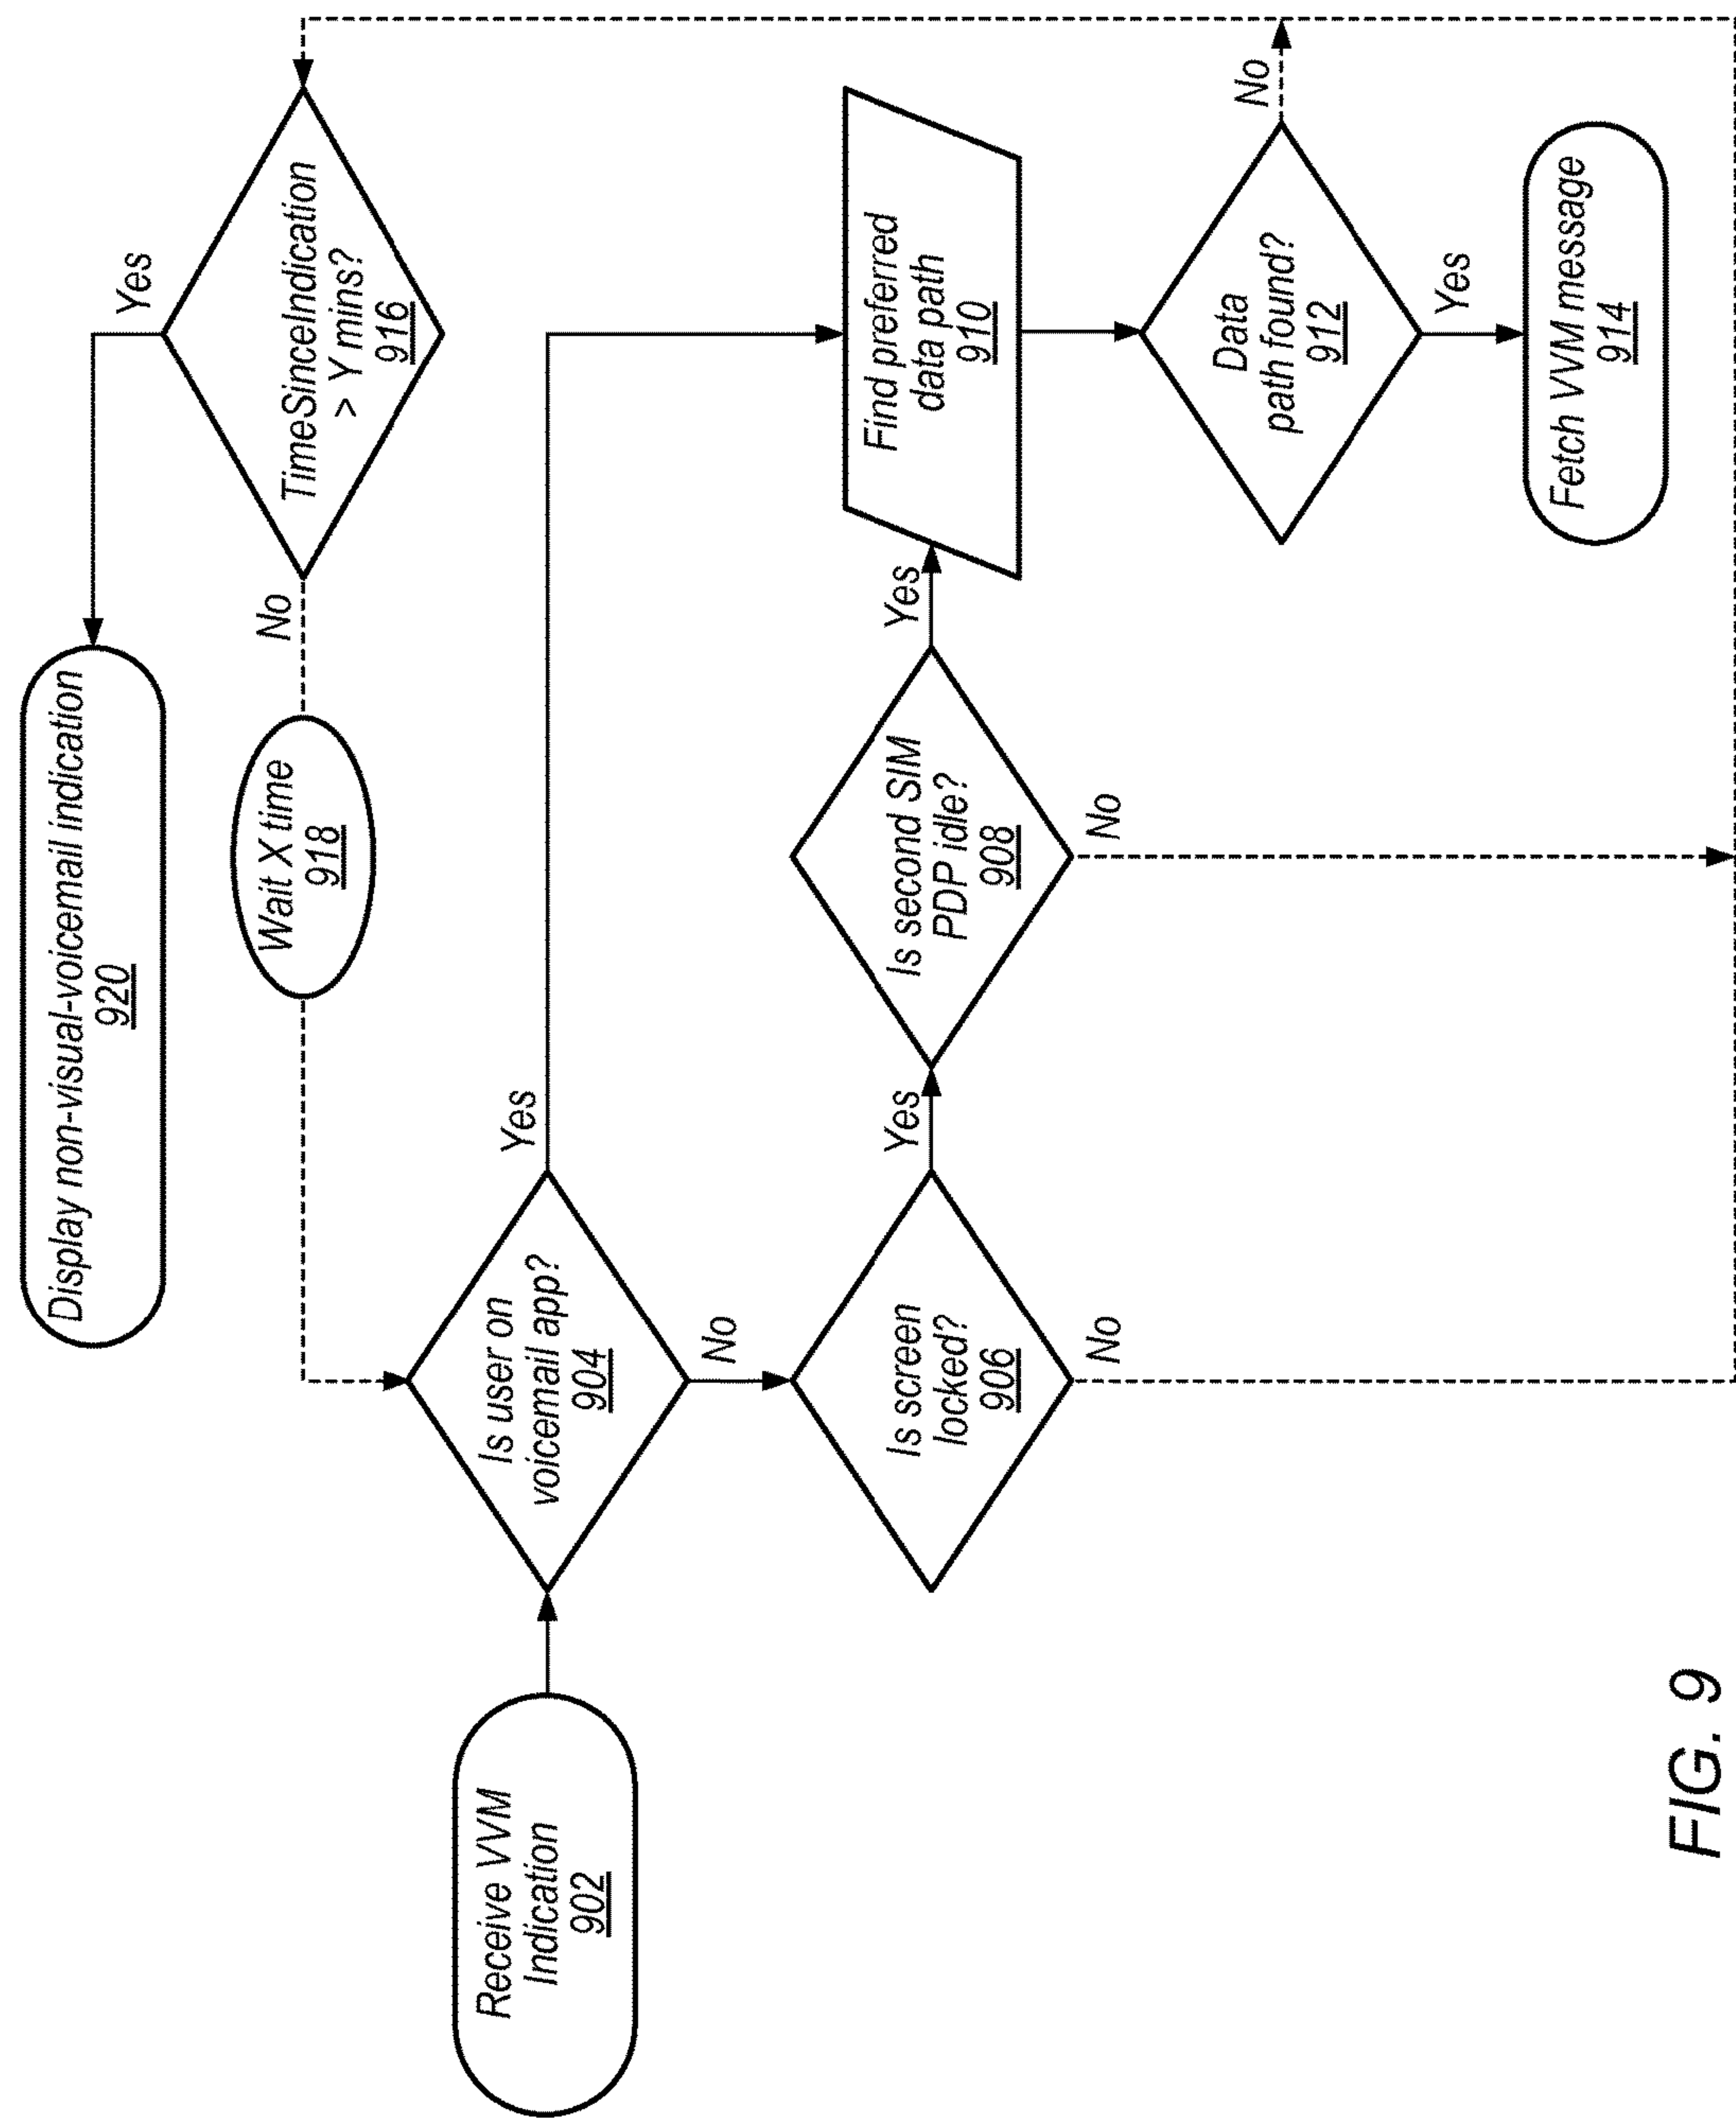 Display non-visual-voicemail indication
920
Yes
TimeSinceIndication
> Y mins?
916
No
Wait X time
918
Receive VVM
Indication
902
Is user on
voicemail app?
904
Yes
No
Is screen
locked?
906
Yes
No
Is second SIM
PDP idle?
908
Yes
No
Find preferred
data path
910
Data
path found?
912
No
Yes
Fetch VVM message
914
FIG. 9